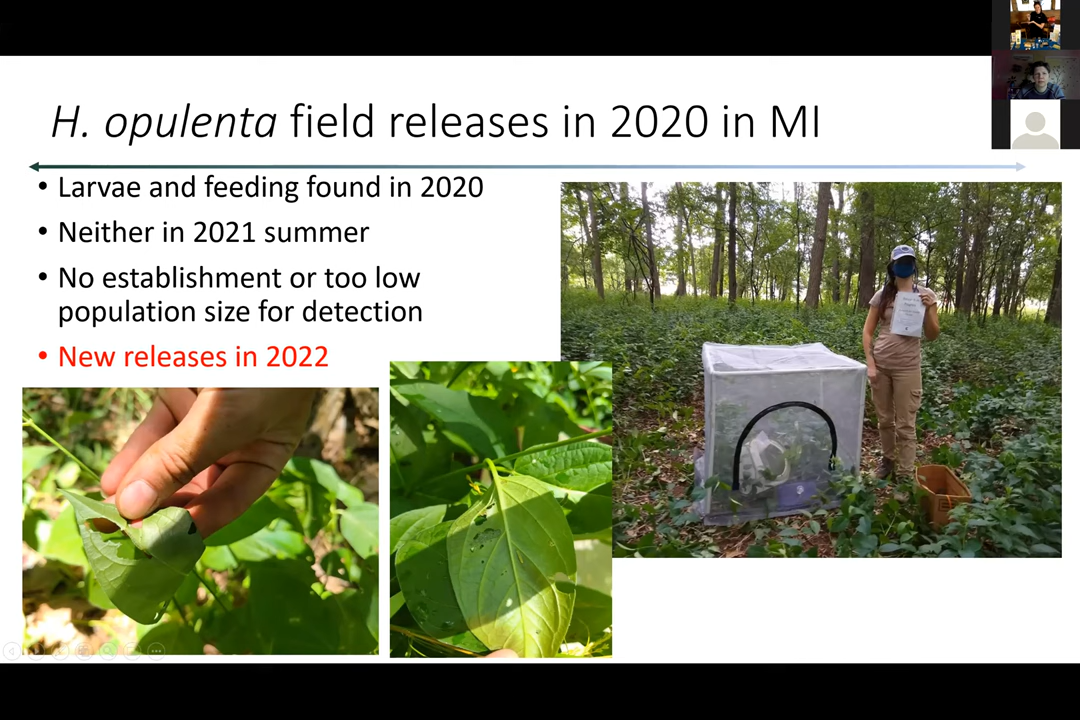 H. opulenta field releases in 2020 in MI
• Larvae and feeding found in 2020
• Neither in 2021 summer
• No establishment or too low
population size for detection
• New releases in 2022